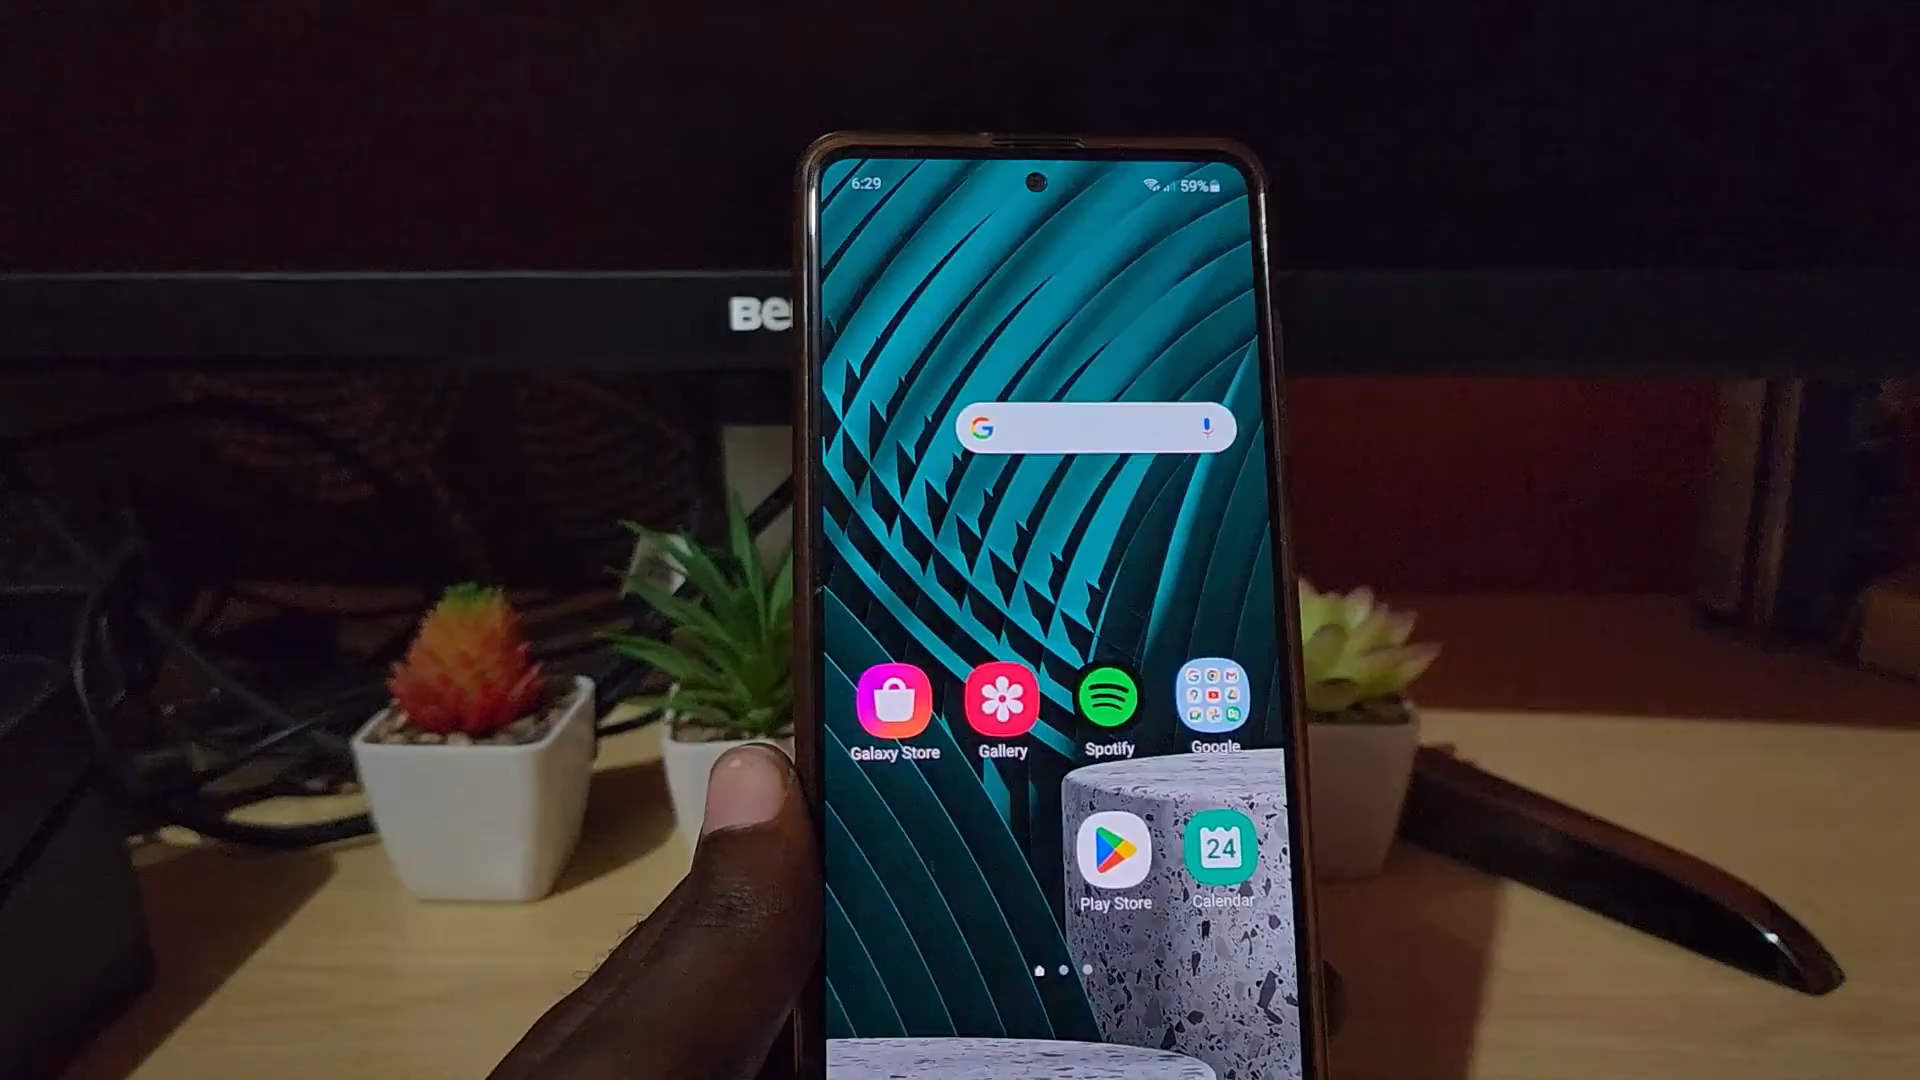 6:29
59%
Be
G
Galaxy Store
Gallery
Spotify
Google
24
Play Store
Calendar